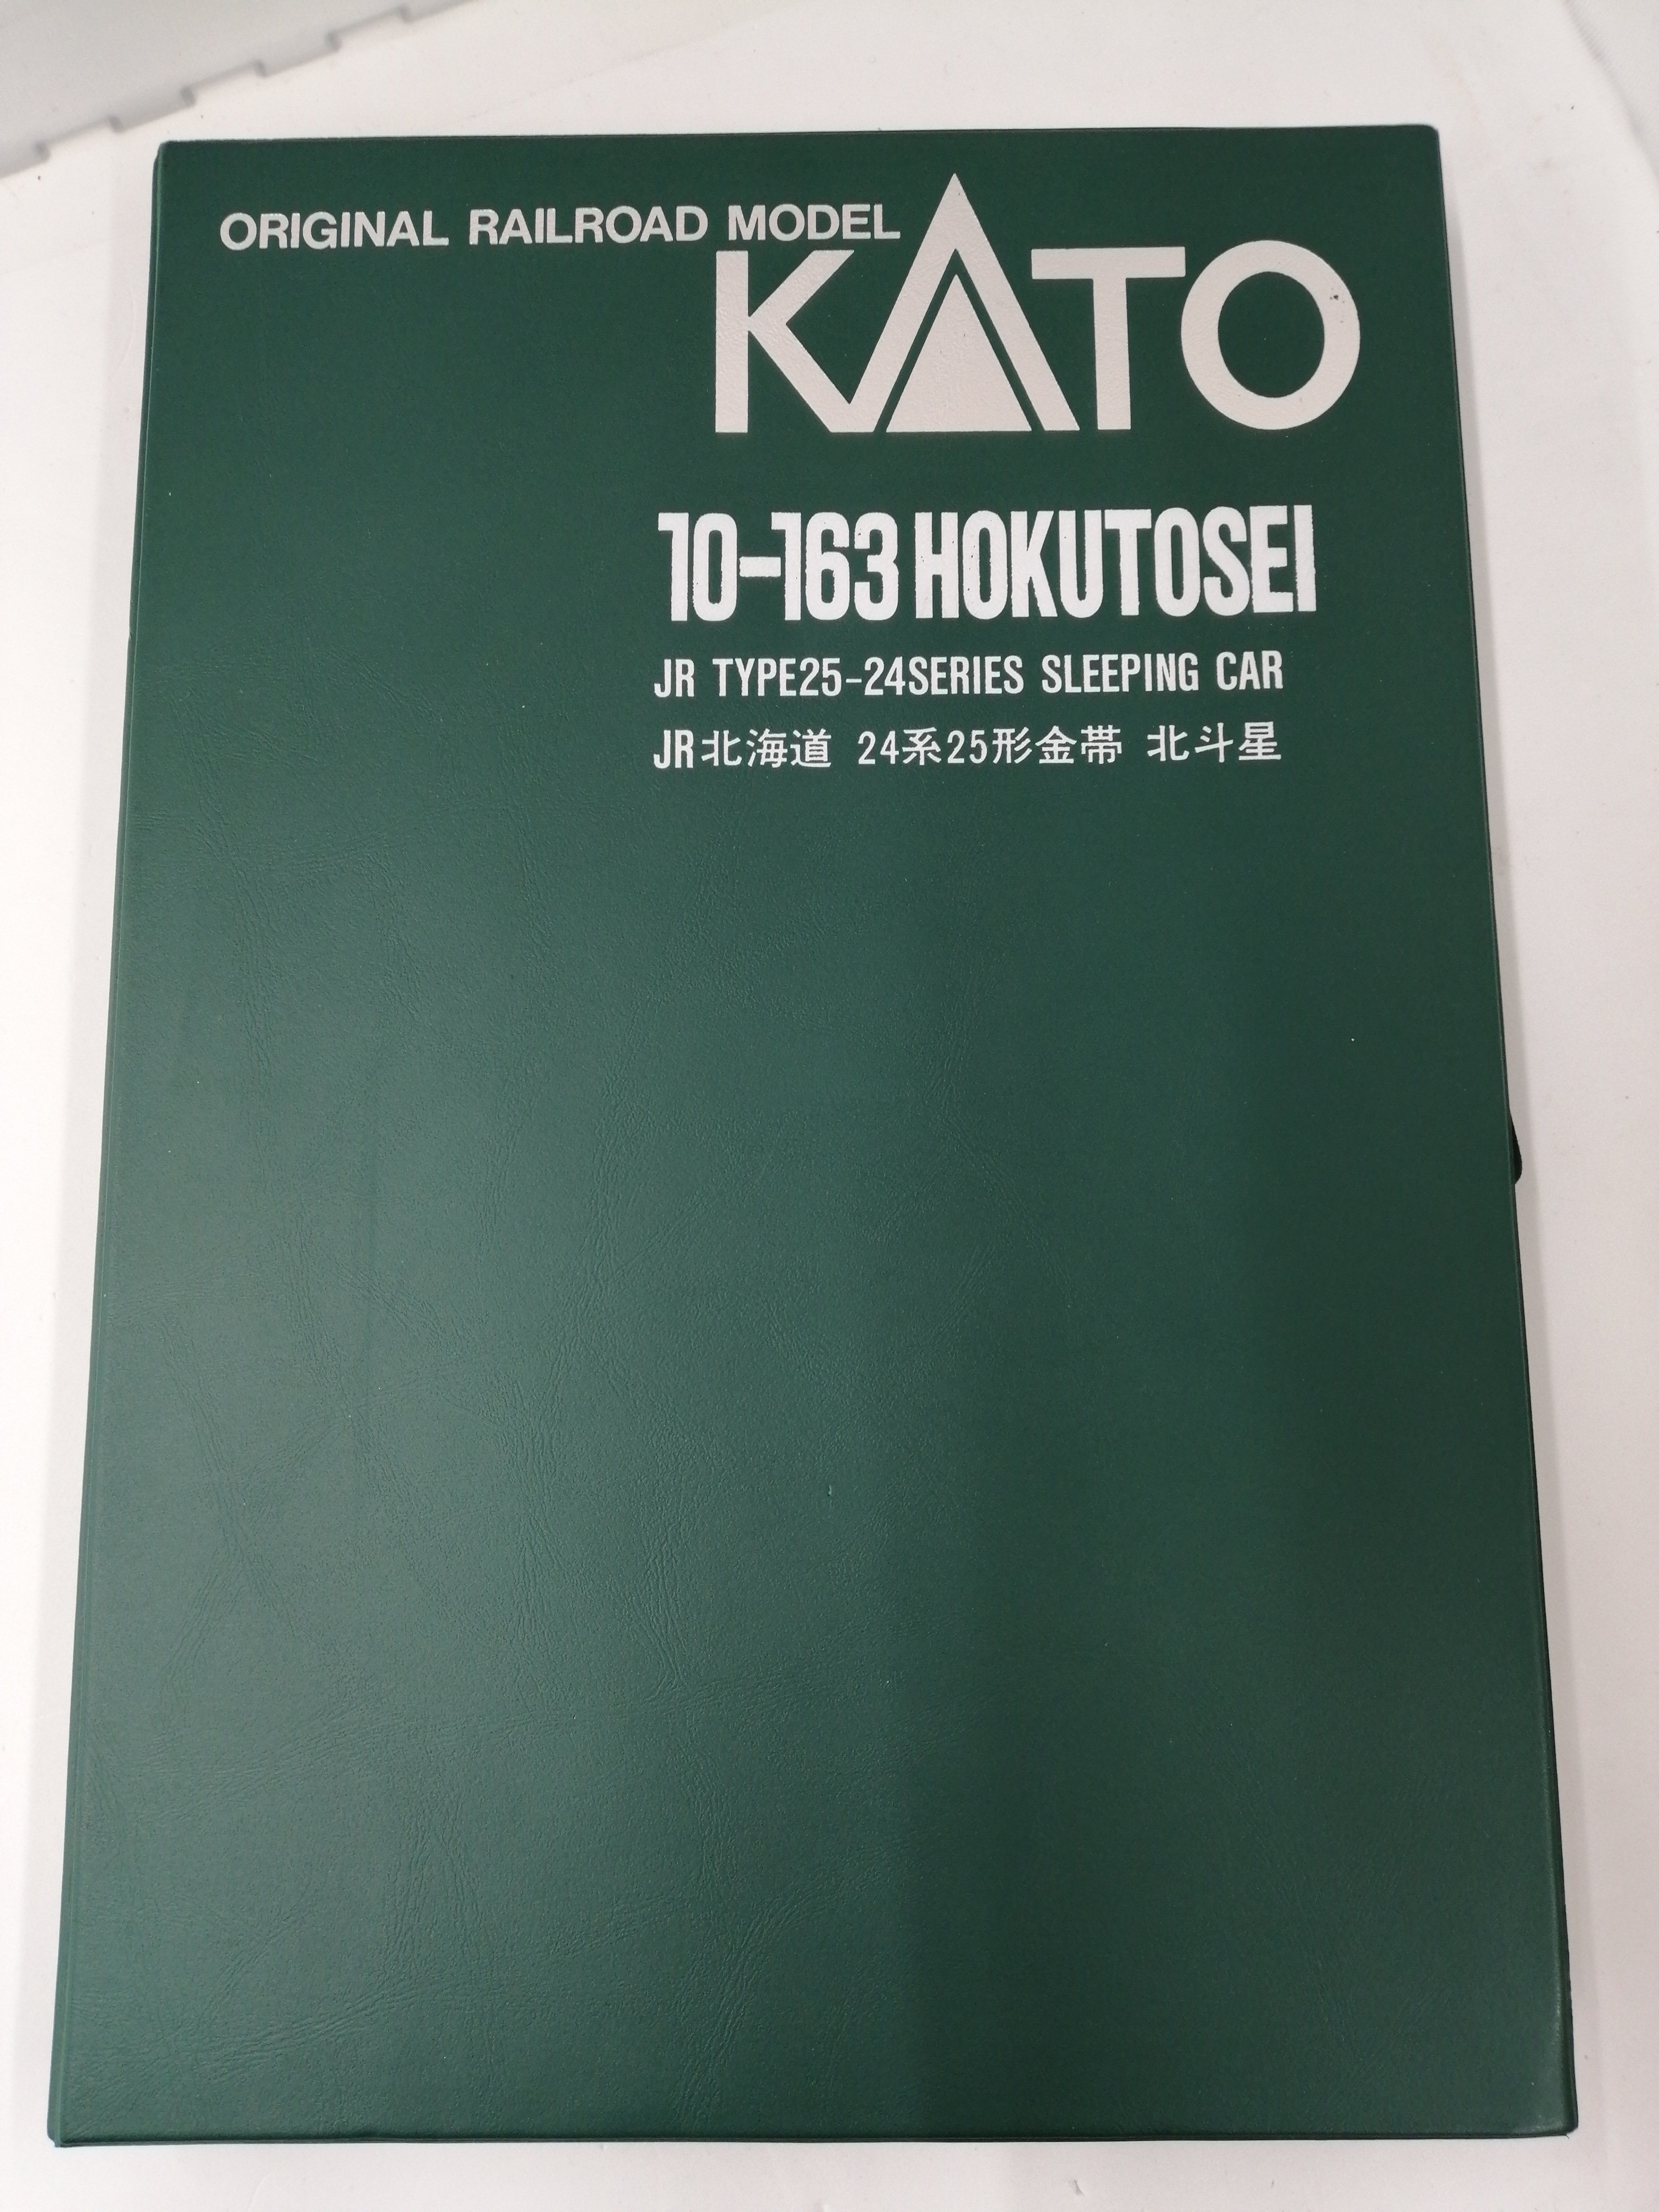 ORIGINAL RAILROAD MODEL
KATO
10-163 HOKUTOSEI
JR TYPE25-24SERIES SLEEPING CAR
JR北海道 24系25形金帯 北斗星